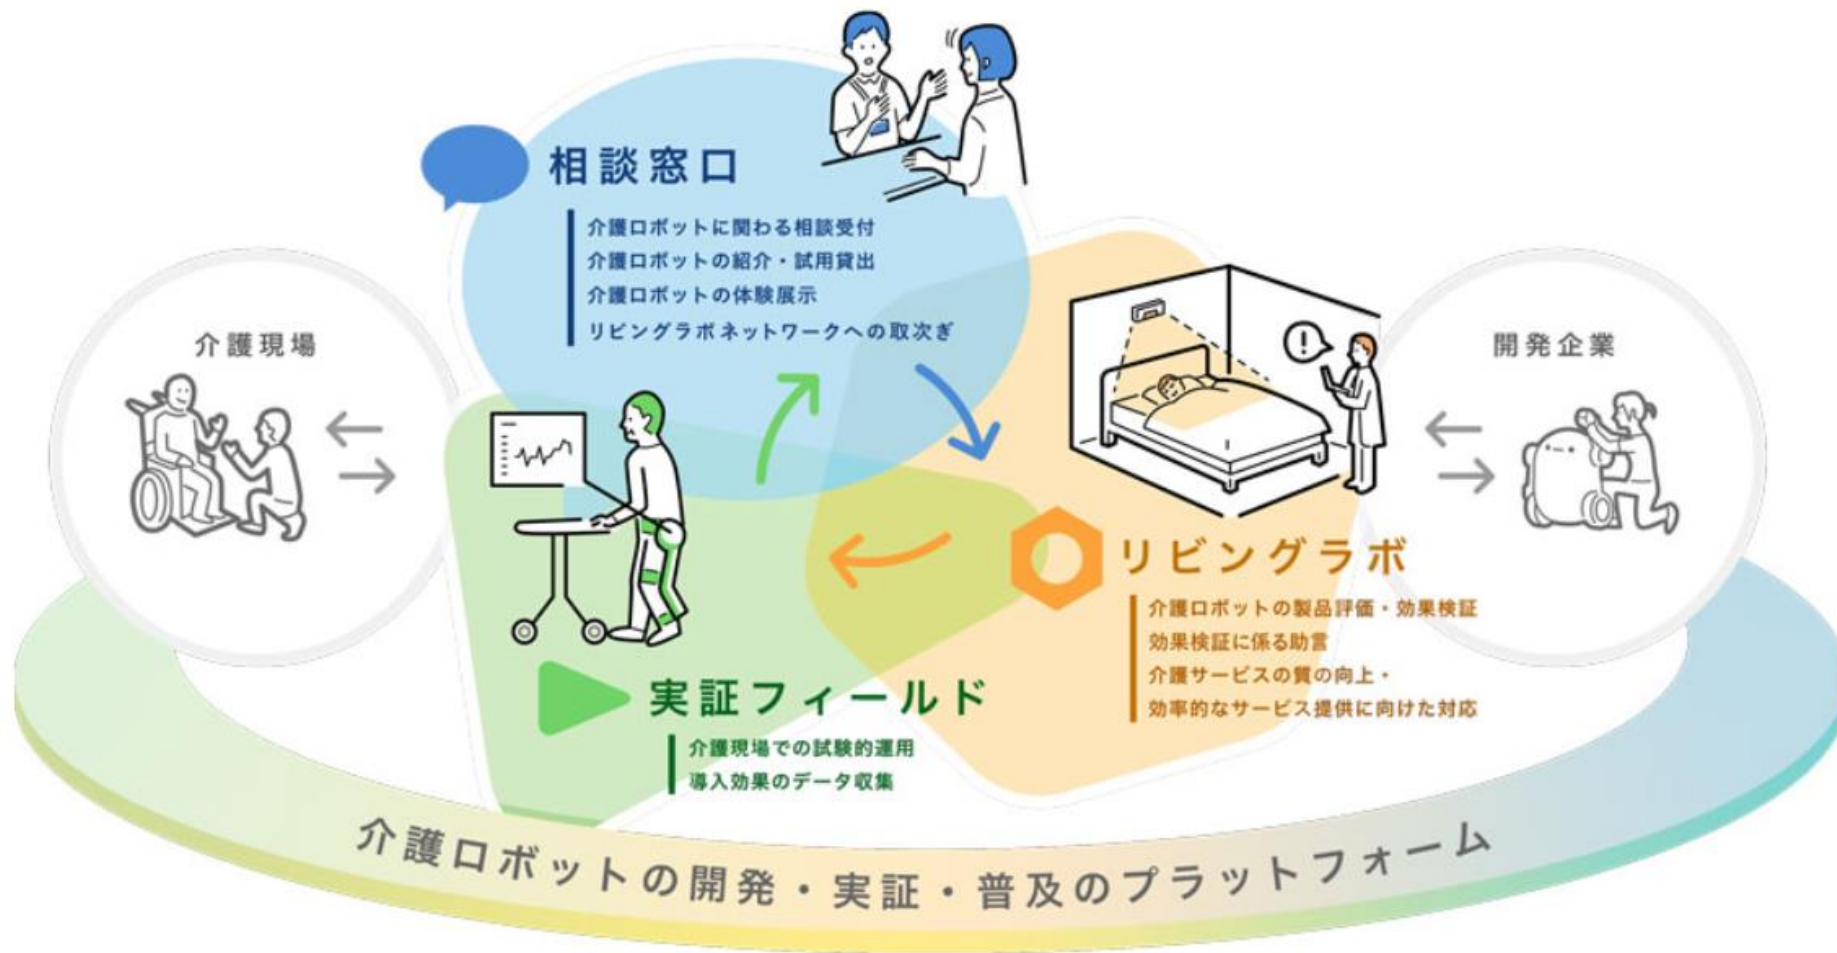 相談窓口
介護ロボットに関わる相談受付
介護ロボットの紹介・試用貸出
介護ロボットの体験展示
リビングラボネットワークへの取次ぎ
介護現場
開発企業
!
リビングラボ
介護ロボットの製品評価・効果検証
効果検証に係る助言
介護サービスの質の向上・
効率的なサービス提供に向けた対応
実証フィールド
介護現場での試験的運用
導入効果のデータ収集
介護ロボットの開発・実証・普及のプラットフォーム